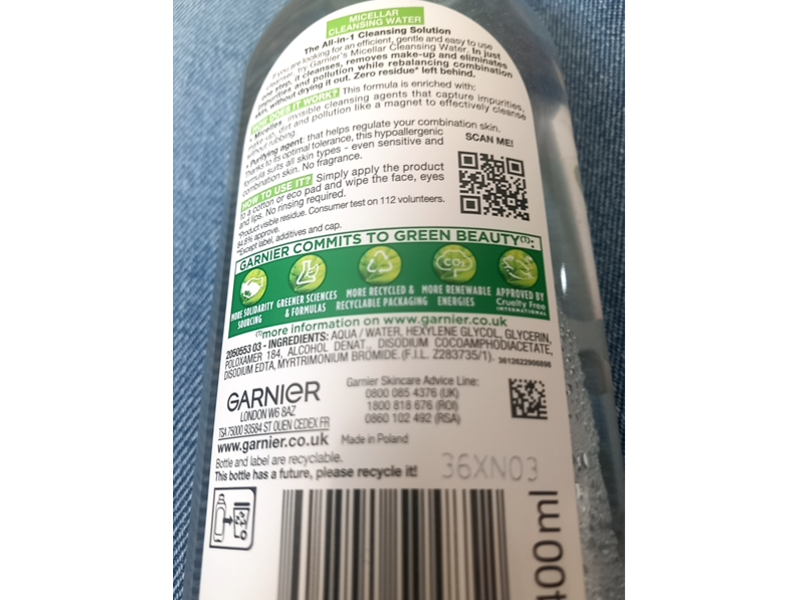 MICELLAR
CLEANSING WATER
The All-in-1 Cleansing Solution
If you are looking for an efficient, gentle and easy to use
cleanser, try Garnier's Micellar Cleansing Water. In just
one step, it cleanses, removes make-up and eliminates
impurities and pollution while rebalancing combination
skin, without drying it out. Zero residue* left behind.
HOW DOES IT WORK? This formula is enriched with:
• Micelles: invisible cleansing agents that capture impurities,
make up, dirt and pollution like a magnet to effectively cleanse
without rubbing.
• Purifying agent: that helps regulate your combination skin.
Thanks to its optimal tolerance, this hypoallergenic
formula suits all skin types - even sensitive and
combination skin. No fragrance.
SCAN ME!
HOW TO USE IT? Simply apply the product
to a cotton or eco pad and wipe the face, eyes
and lips. No rinsing required.
*Product visible residue. Consumer test on 112 volunteers.
84.8% approve.
**Except label, additives and cap.
GARNIER COMMITS TO GREEN BEAUTY(1):
MORE SOLIDARITY
SOURCING
GREENER SCIENCES
& FORMULAS
MORE RECYCLED &
RECYCLABLE PACKAGING
CO2
MORE RENEWABLE
ENERGIES
APPROVED BY
Cruelty Free
INTERNATIONAL
(1)more information on www.garnier.co.uk
2050553 03 - INGREDIENTS: AQUA / WATER, HEXYLENE GLYCOL, GLYCERIN,
POLOXAMER 184, ALCOHOL DENAT., DISODIUM COCOAMPHODIACETATE,
DISODIUM EDTA, MYRTRIMONIUM BROMIDE. (F.I.L. Z283735/1). 3612622906898
GARNIER
LONDON W6 8AZ
TSA 75000 93584 ST OUEN CEDEX FR
www.garnier.co.uk
Garnier Skincare Advice Line:
0800 085 4376 (UK)
1800 818 676 (ROI)
0860 102 492 (RSA)
Made in Poland
Bottle and label are recyclable.
This bottle has a future, please recycle it!
36XN03
400 ml